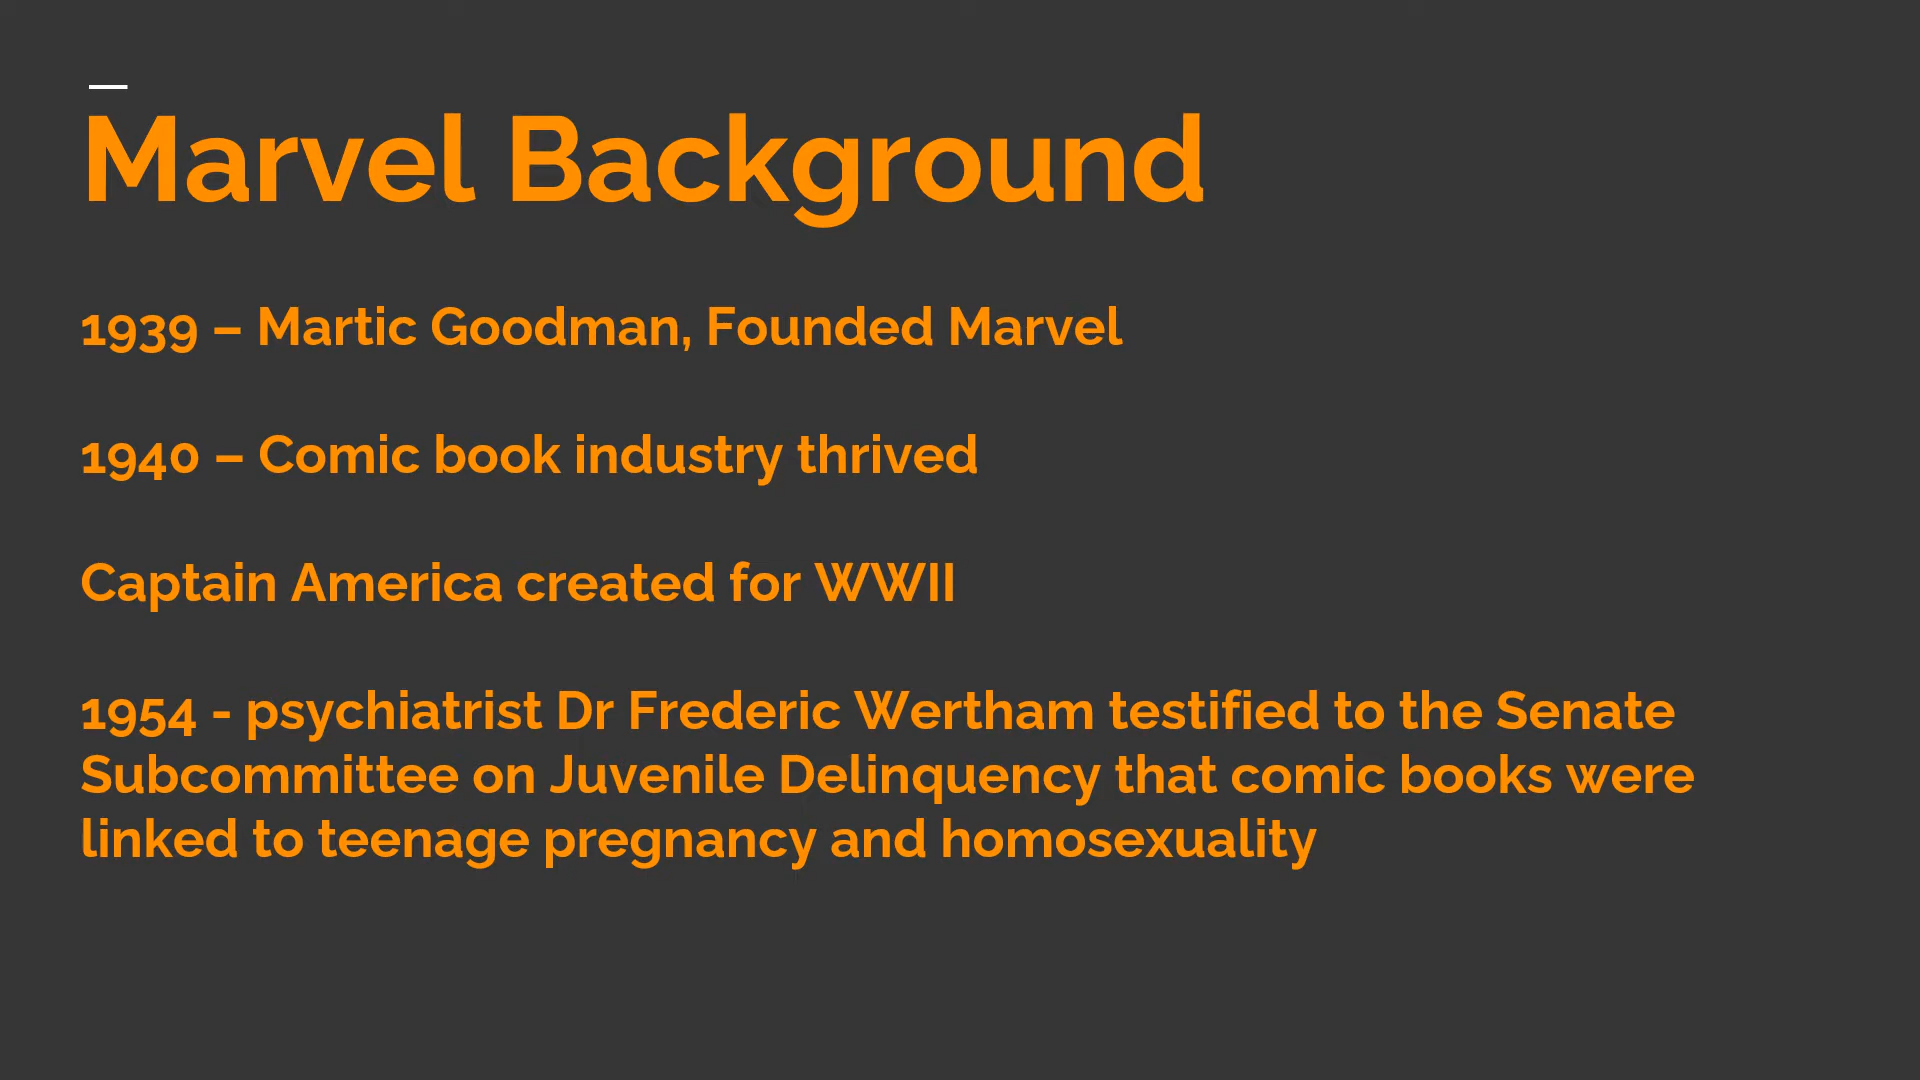 Marvel Background
1939 – Martic Goodman, Founded Marvel
1940 – Comic book industry thrived
Captain America created for WWII
1954 - psychiatrist Dr Frederic Wertham testified to the Senate
Subcommittee on Juvenile Delinquency that comic books were
linked to teenage pregnancy and homosexuality